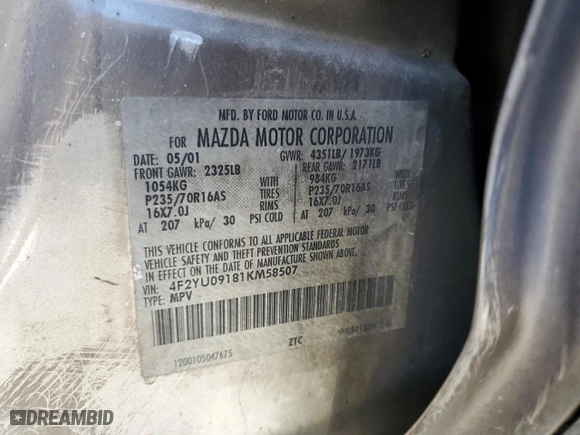 MFD. BY FORD MOTOR CO. IN U.S.A.
FOR MAZDA MOTOR CORPORATION
DATE: 05/01 GVWR: 4351LB/ 1973KG
FRONT GAWR: 2325LB REAR GAWR: 2171LB
1054KG WITH 984KG WITH
P235/70R16AS TIRES P235/70R16AS TIRES
16X7.0J RIMS 16X7.0J RIMS
AT 207 kPa/ 30 PSI COLD AT 207 kPa/ 30 PSI COLD
THIS VEHICLE CONFORMS TO ALL APPLICABLE FEDERAL MOTOR
VEHICLE SAFETY AND THEFT PREVENTION STANDARDS
IN EFFECT ON THE DATE OF MANUFACTURE SHOWN ABOVE.
VIN: 4F2YU09181KM58507
TYPE: MPV
1200105047675 ZTC
DREAMBID